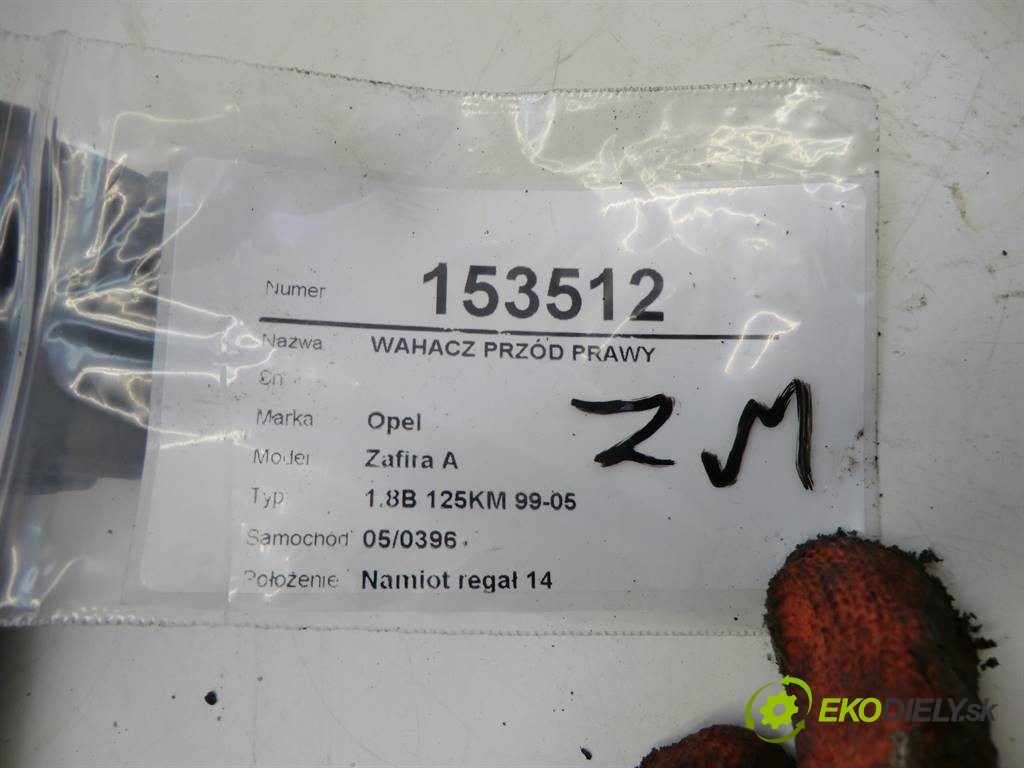 Numer 153512
Nazwa WAHACZ PRZÓD PRAWY
Sn
Marka Opel
Model Zafira A
Typ 1.8B 125KM 99-05
Samochód 05/0396
Położenie Namiot regał 14
ZM
EKODIELY.sk